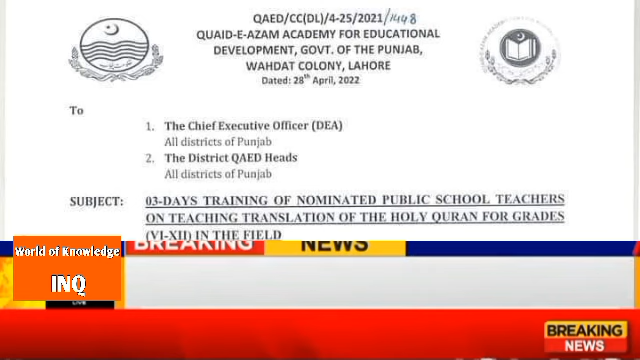 QAED/CC(DL)/4-25/2021/1448
QUAID-E-AZAM ACADEMY FOR EDUCATIONAL
DEVELOPMENT, GOVT. OF THE PUNJAB,
WAHDAT COLONY, LAHORE
Dated: 28th April, 2022
To
1. The Chief Executive Officer (DEA)
All districts of Punjab
2. The District QAED Heads
All districts of Punjab
SUBJECT: 03-DAYS TRAINING OF NOMINATED PUBLIC SCHOOL TEACHERS
ON TEACHING TRANSLATION OF THE HOLY QURAN FOR GRADES
(VI-XII) IN THE FIELD
BREAKING NEWS
World of Knowledge
INQ
LIVE
BREAKING
NEWS